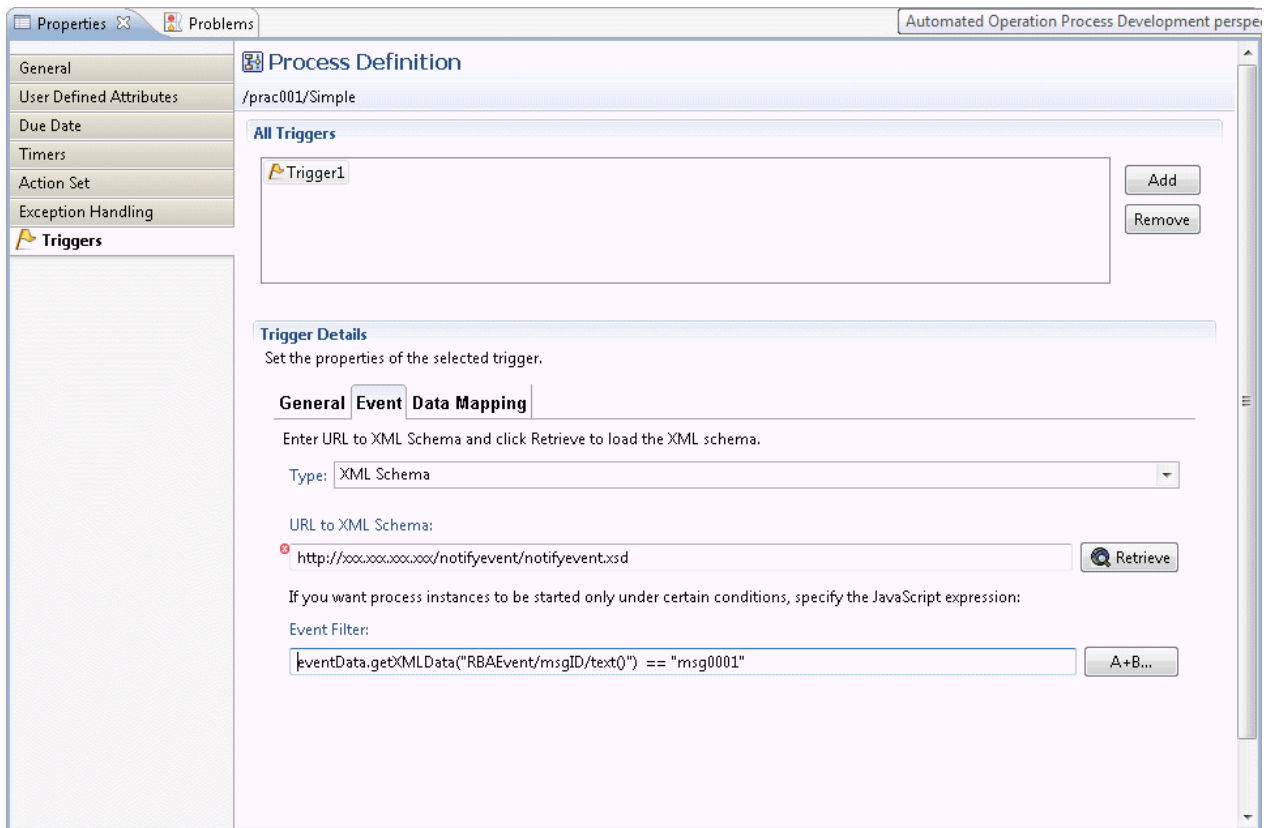 Properties Problems
Automated Operation Process Development perspe
General
User Defined Attributes
Due Date
Timers
Action Set
Exception Handling
Triggers
Process Definition
/prac001/Simple
All Triggers
Trigger1
Add
Remove
Trigger Details
Set the properties of the selected trigger.
General Event Data Mapping
Enter URL to XML Schema and click Retrieve to load the XML schema.
Type: XML Schema
URL to XML Schema:
http://xxx.xxx.xxx.xxx/notifyevent/notifyevent.xsd Retrieve
If you want process instances to be started only under certain conditions, specify the JavaScript expression:
Event Filter:
eventData.getXMLData("RBAEvent/msgID/text()") == "msg0001" A+B...